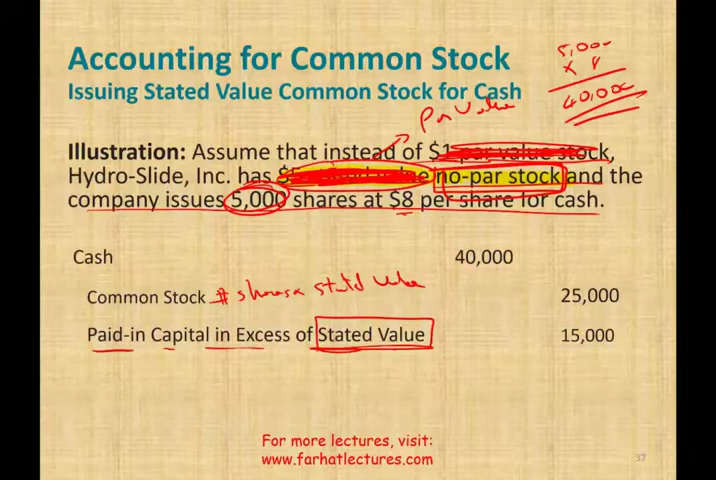 Accounting for Common Stock
Issuing Stated Value Common Stock for Cash
5,000
x 8
40,000
Par Value
Illustration: Assume that instead of $1 par value stock,
Hydro-Slide, Inc. has no-par stock and the
company issues 5,000 shares at $8 per share for cash.
Cash 40,000
Common Stock # shares x stated value 25,000
Paid-in Capital in Excess of Stated Value 15,000
For more lectures, visit:
www.farhatlectures.com
37